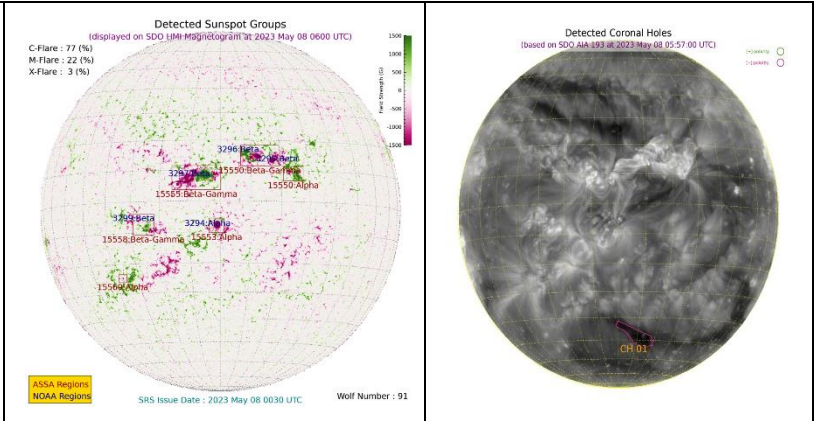 Detected Sunspot Groups
(displayed on SDO HMI Magnetogram at 2023 May 08 0600 UTC)
C-Flare : 77 (%)
M-Flare : 22 (%)
X-Flare : 3 (%)
1500
1000
500
0
-500
-1000
-1500
Field Strength (G)
3296:Beta
15550:Beta-Gamma
15550:Alpha
15555:Beta-Gamma
3299:Beta
15558:Beta-Gamma
3294:Alpha
15553:Alpha
15569:Alpha
ASSA Regions
NOAA Regions
SRS Issue Date : 2023 May 08 0030 UTC
Wolf Number : 91
Detected Coronal Holes
(based on SDO AIA 193 at 2023 May 08 05:57:00 UTC)
[+] polarity
[-] polarity
CH 01